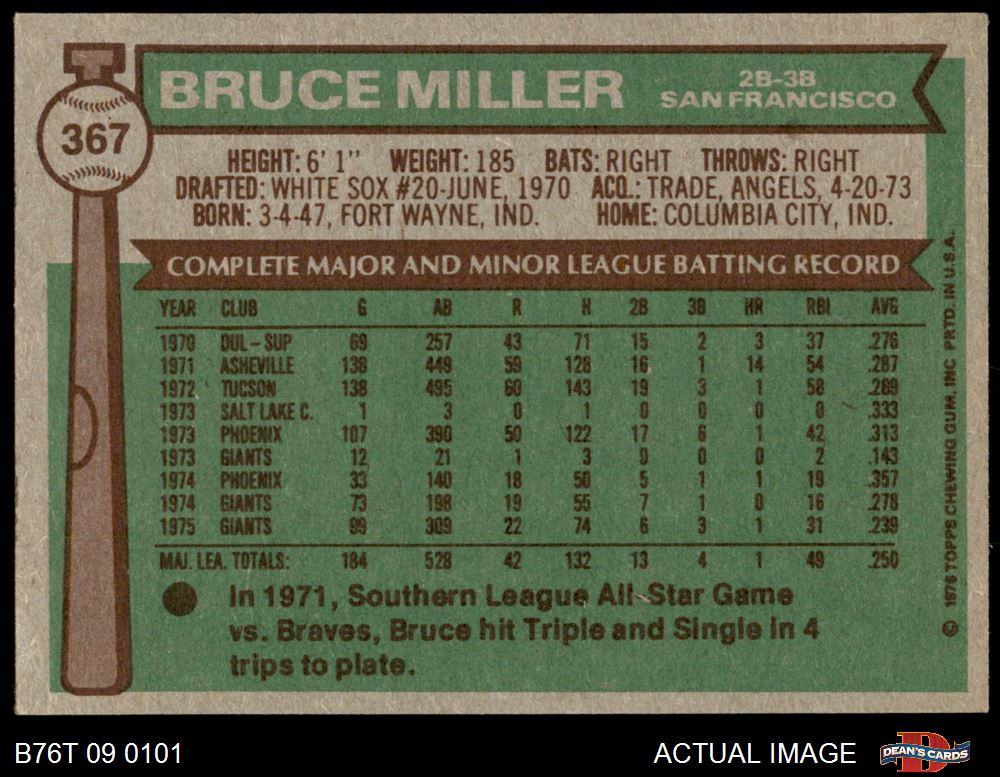 367
BRUCE MILLER
2B-3B
SAN FRANCISCO
HEIGHT: 6' 1" WEIGHT: 185 BATS: RIGHT THROWS: RIGHT
DRAFTED: WHITE SOX #20-JUNE, 1970 ACQ.: TRADE, ANGELS, 4-20-73
BORN: 3-4-47, FORT WAYNE, IND. HOME: COLUMBIA CITY, IND.
COMPLETE MAJOR AND MINOR LEAGUE BATTING RECORD
YEAR CLUB G AB R H 2B 3B HR RBI AVG
1970 DUL-SUP 69 257 43 71 15 2 3 37 .276
1971 ASHEVILLE 138 449 59 128 16 1 14 54 .287
1972 TUCSON 138 495 60 143 19 3 1 58 .289
1973 SALT LAKE C. 1 3 0 1 0 0 0 0 .333
1973 PHOENIX 107 390 50 122 17 6 1 42 .313
1973 GIANTS 12 21 1 3 0 0 0 2 .143
1974 PHOENIX 33 140 18 50 5 1 1 19 .357
1974 GIANTS 73 198 19 55 7 1 0 16 .278
1975 GIANTS 99 309 22 74 6 3 1 31 .239
MAJ. LEA. TOTALS: 184 528 42 132 13 4 1 49 .250
In 1971, Southern League All-Star Game
vs. Braves, Bruce hit Triple and Single in 4
trips to plate.
© 1976 TOPPS CHEWING GUM, INC PRTD. IN U.S.A.
B76T 09 0101
ACTUAL IMAGE
DEAN'S CARDS